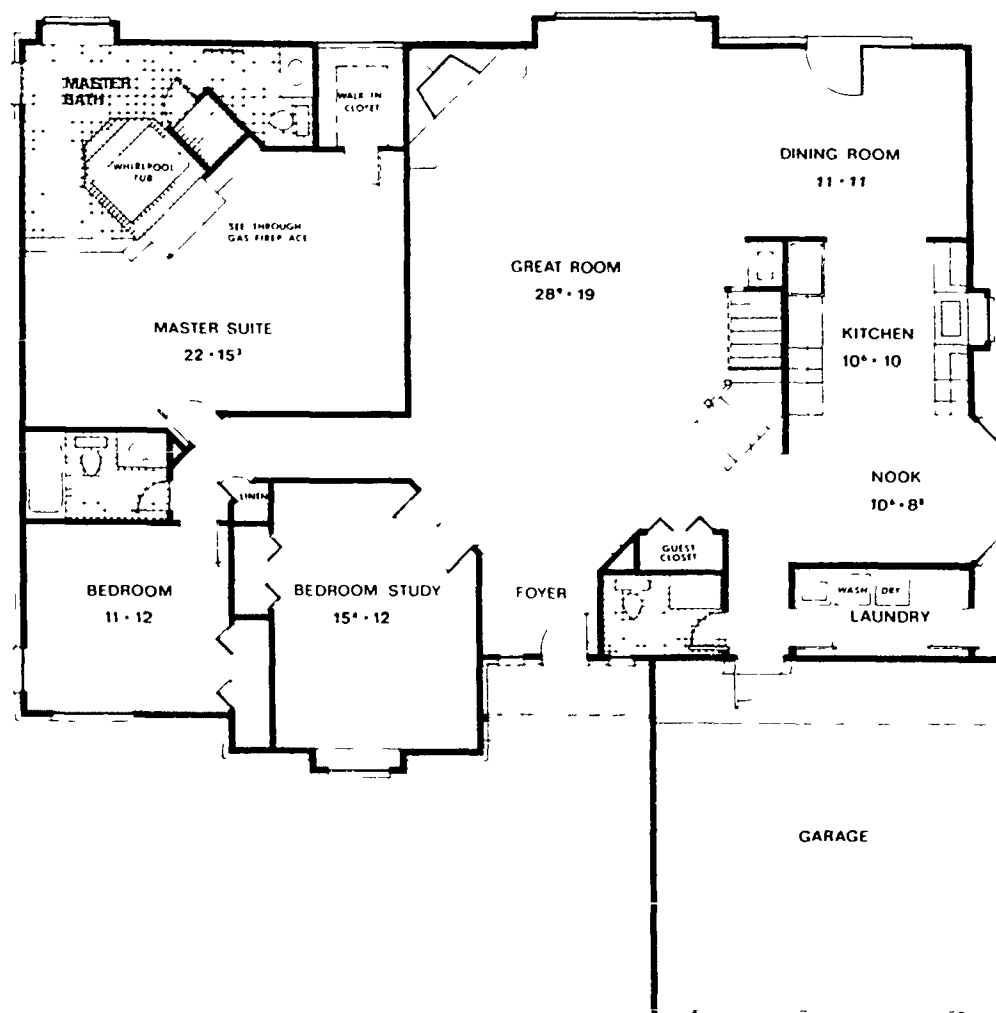 MASTER
BATH
WALK IN
CLOSET
WHIRLPOOL
TUB
DINING ROOM
11 · 11
SEE THROUGH
GAS FIREPLACE
GREAT ROOM
28⁹ · 19
MASTER SUITE
22 · 15³
KITCHEN
10⁶ · 10
NOOK
10⁶ · 8⁸
LINEN
GUEST
CLOSET
BEDROOM
11 · 12
BEDROOM STUDY
15⁴ · 12
FOYER
WASH DRY
LAUNDRY
GARAGE